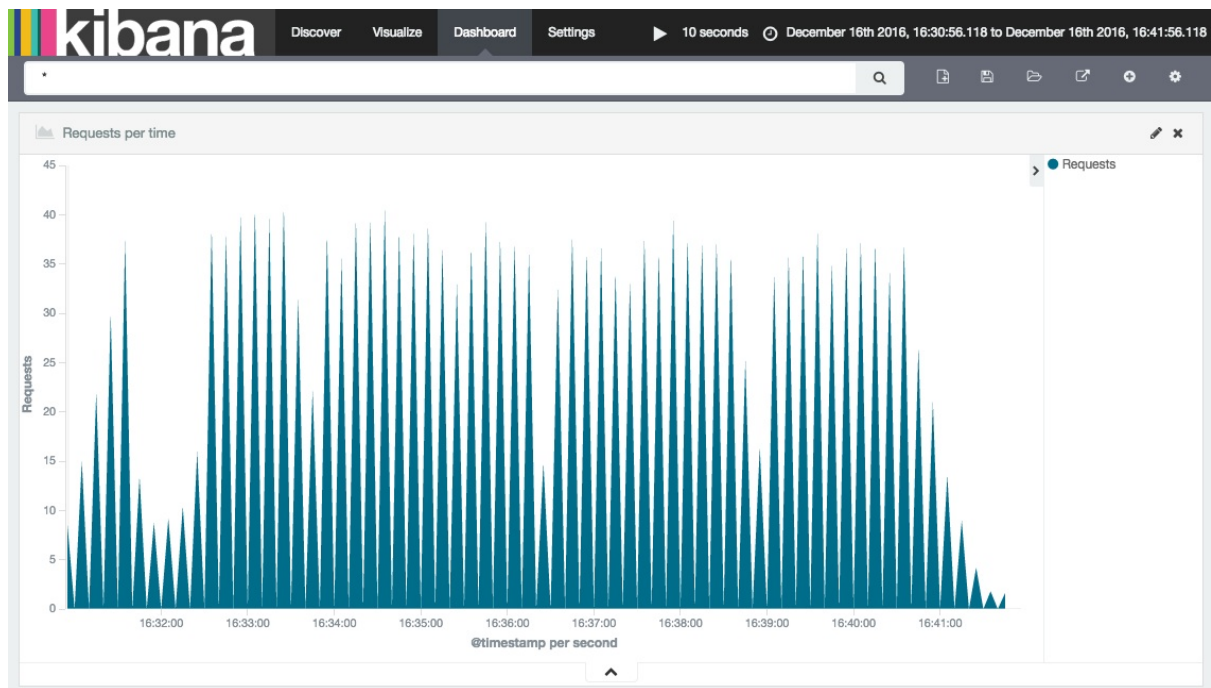 kibana Discover Visualize Dashboard Settings 10 seconds December 16th 2016, 16:30:56.118 to December 16th 2016, 16:41:56.118
*
Requests per time
Requests
45
40
35
30
25
20
15
10
5
0
Requests
16:32:00 16:33:00 16:34:00 16:35:00 16:36:00 16:37:00 16:38:00 16:39:00 16:40:00 16:41:00
@timestamp per second